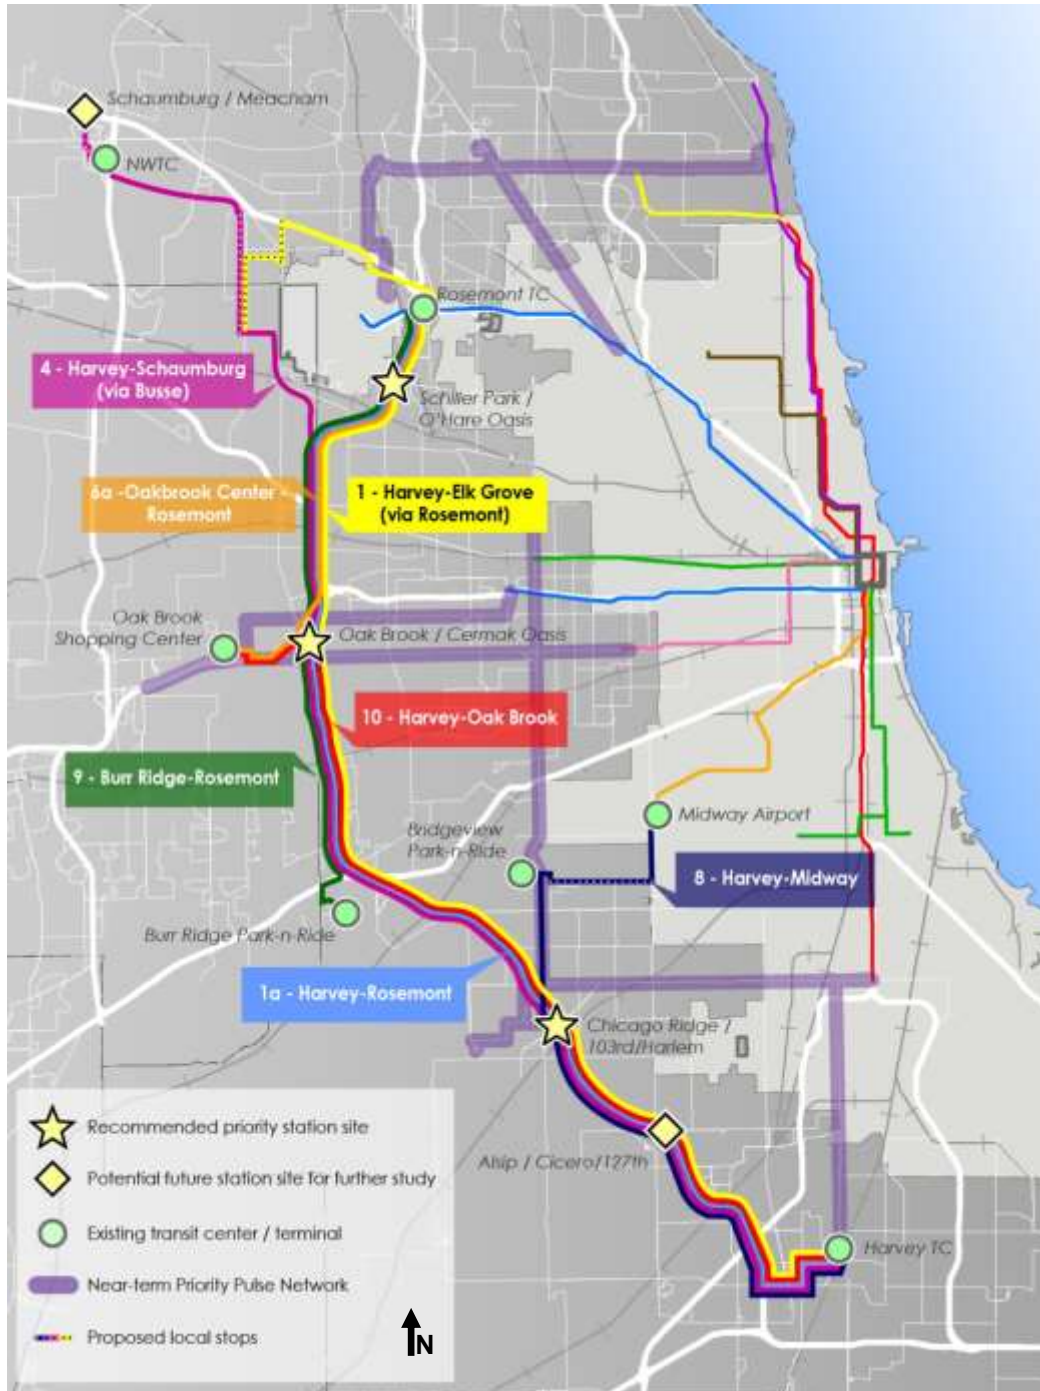 Schaumburg / Meacham
NWTC
Rosemont TC
4 - Harvey-Schaumburg
(via Busse)
Schiller Park /
O'Hare Oasis
6a -Oakbrook Center -
Rosemont
1 - Harvey-Elk Grove
(via Rosemont)
Oak Brook
Shopping Center
Oak Brook / Cermak Oasis
10 - Harvey-Oak Brook
9 - Burr Ridge-Rosemont
Midway Airport
Bridgeview
Park-n-Ride
8 - Harvey-Midway
Burr Ridge Park-n-Ride
1a - Harvey-Rosemont
Chicago Ridge /
103rd/Harlem
Alsip / Cicero/127th
Harvey TC
Recommended priority station site
Potential future station site for further study
Existing transit center / terminal
Near-term Priority Pulse Network
Proposed local stops
N